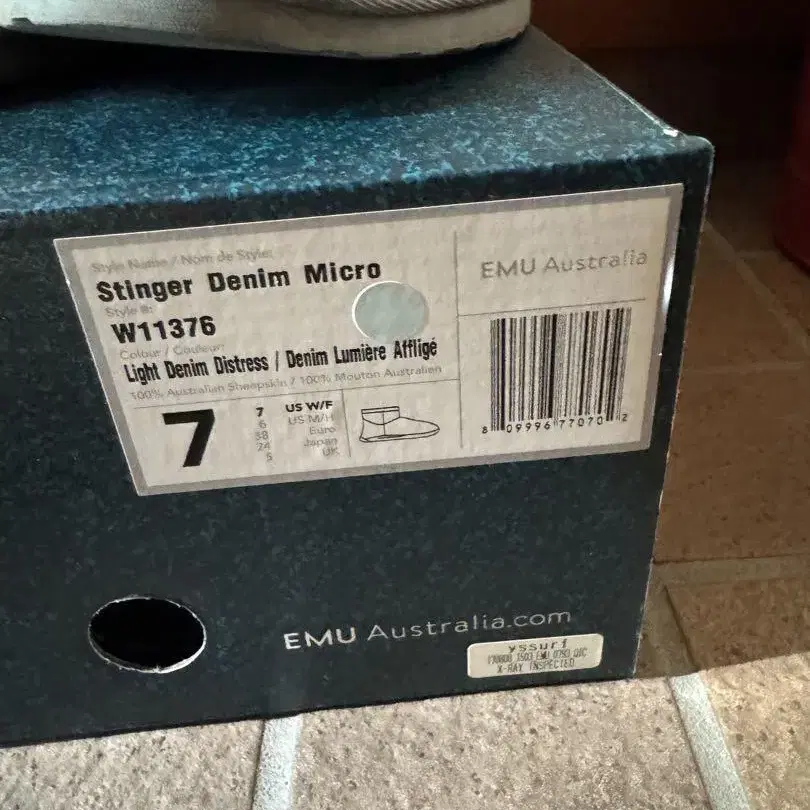 Style Name / Nom de Style:
Stinger Denim Micro
Style #:
W11376
Colour / Couleur:
Light Denim Distress / Denim Lumière Affligé
100% Australian Sheepskin / 100% Mouton Australien
7
7 US W/F
6 US M/H
38 Euro
24 Japan
5 UK
EMU Australia
8 09996 77070 2
EMU Australia.com
yssurf
X-RAY INSPECTED